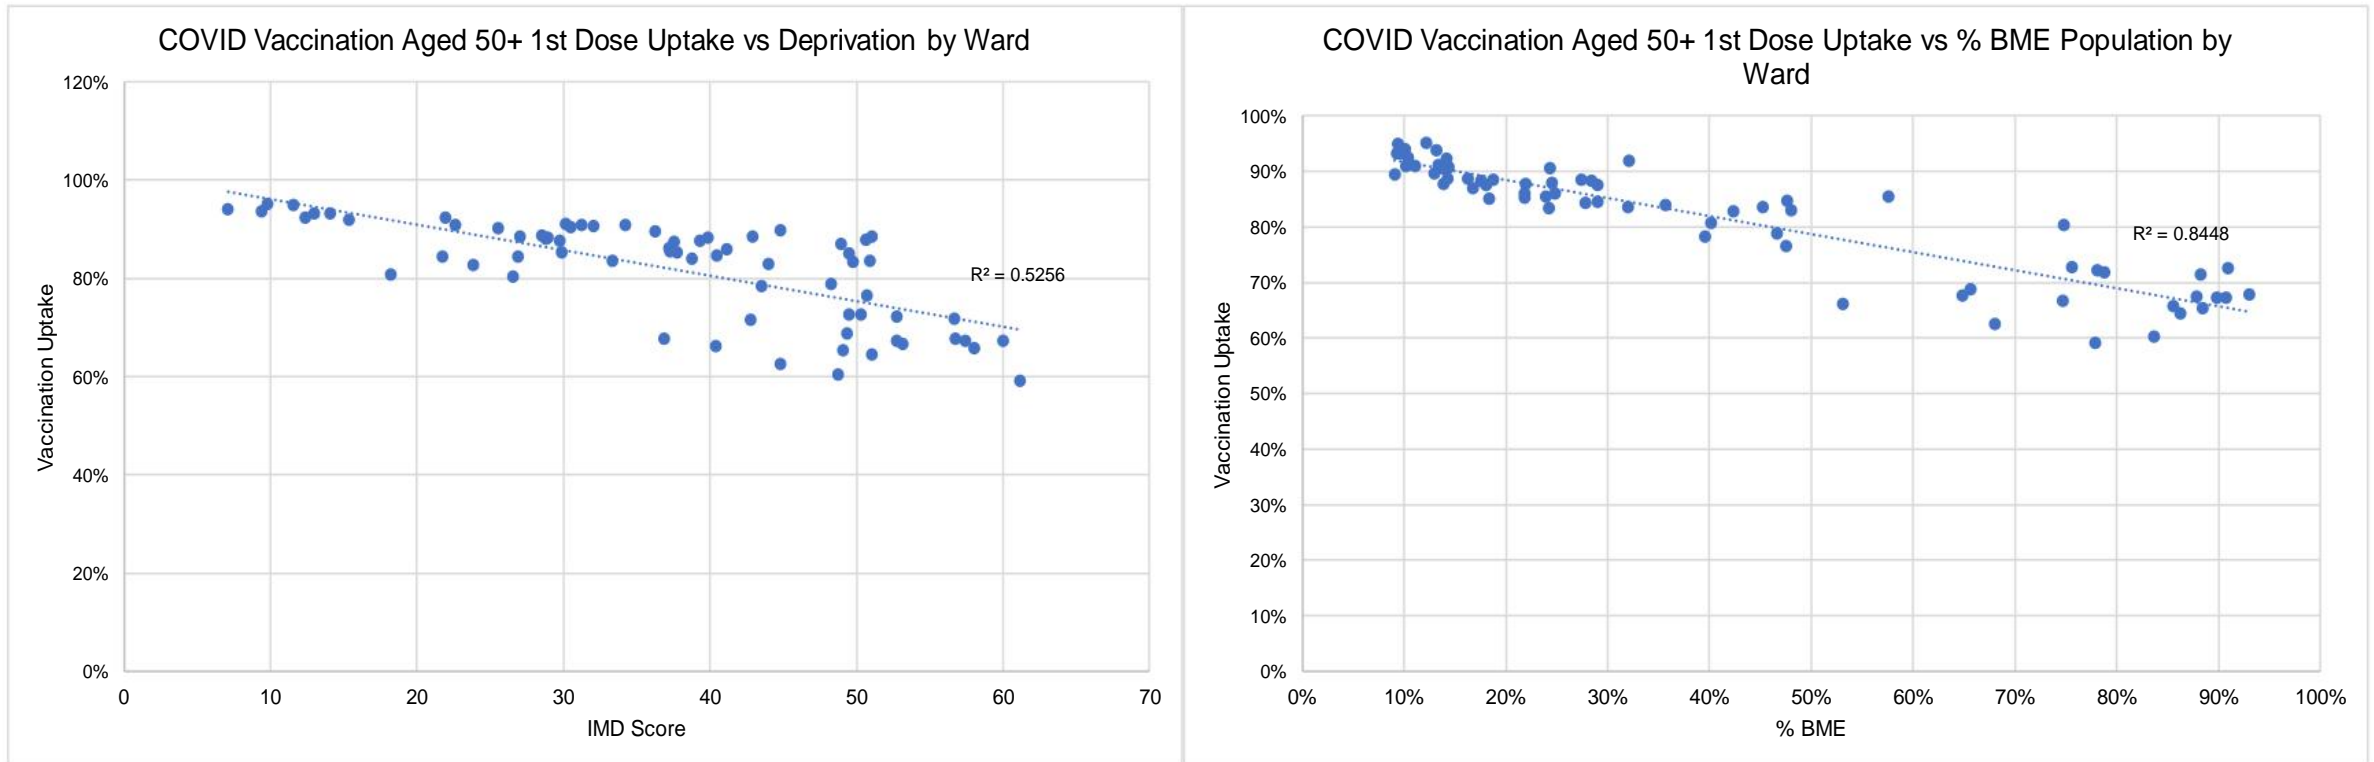 COVID Vaccination Aged 50+ 1st Dose Uptake vs Deprivation by Ward
120%
100%
80%
60%
40%
20%
0%
Vaccination Uptake
R² = 0.5256
0 10 20 30 40 50 60 70
IMD Score
COVID Vaccination Aged 50+ 1st Dose Uptake vs % BME Population by
Ward
100%
90%
80%
70%
60%
50%
40%
30%
20%
10%
0%
Vaccination Uptake
R² = 0.8448
0% 10% 20% 30% 40% 50% 60% 70% 80% 90% 100%
% BME